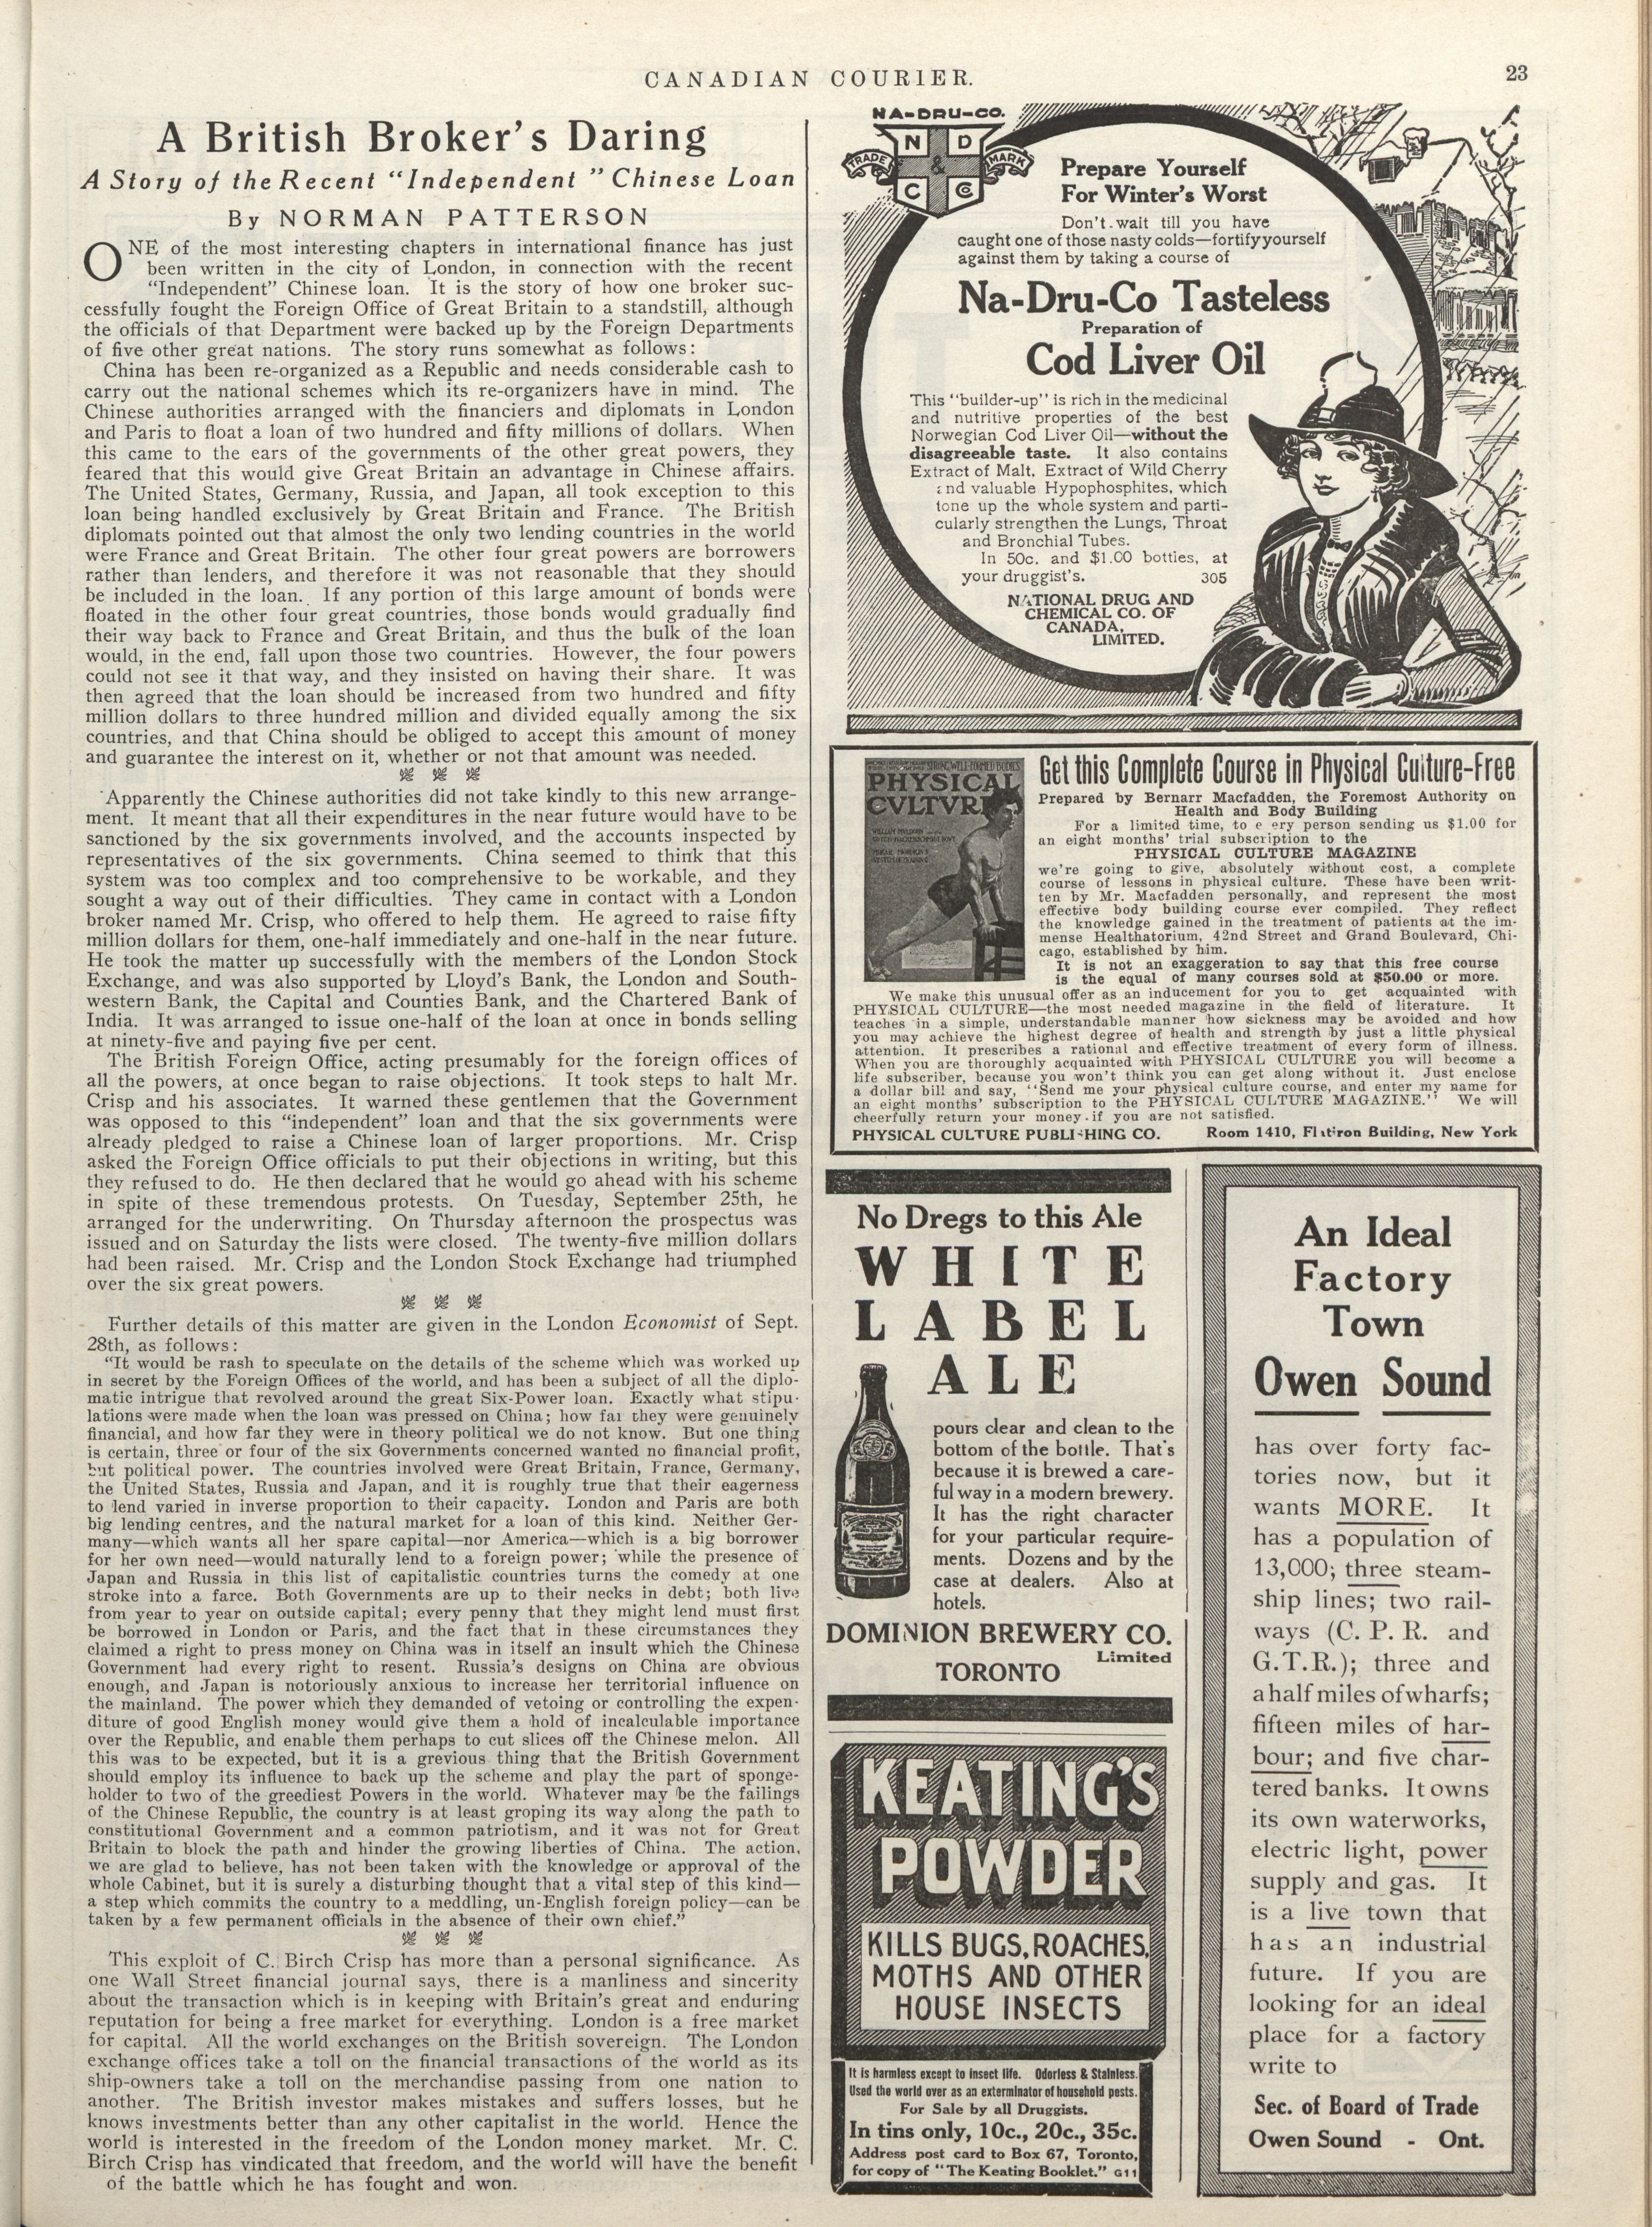 CANADIAN COURIER.
23
A British Broker's Daring
A Story of the Recent "Independent" Chinese Loan
By NORMAN PATTERSON
ONE of the most interesting chapters in international finance has just
been written in the city of London, in connection with the recent
"Independent" Chinese loan. It is the story of how one broker suc-
cessfully fought the Foreign Office of Great Britain to a standstill, although
the officials of that Department were backed up by the Foreign Departments
of five other great nations. The story runs somewhat as follows:
China has been re-organized as a Republic and needs considerable cash to
carry out the national schemes which its re-organizers have in mind. The
Chinese authorities arranged with the financiers and diplomats in London
and Paris to float a loan of two hundred and fifty millions of dollars. When
this came to the ears of the governments of the other great powers, they
feared that this would give Great Britain an advantage in Chinese affairs.
The United States, Germany, Russia, and Japan, all took exception to this
loan being handled exclusively by Great Britain and France. The British
diplomats pointed out that almost the only two lending countries in the world
were France and Great Britain. The other four great powers are borrowers
rather than lenders, and therefore it was not reasonable that they should
be included in the loan. If any portion of this large amount of bonds were
floated in the other four great countries, those bonds would gradually find
their way back to France and Great Britain, and thus the bulk of the loan
would, in the end, fall upon those two countries. However, the four powers
could not see it that way, and they insisted on having their share. It was
then agreed that the loan should be increased from two hundred and fifty
million dollars to three hundred million and divided equally among the six
countries, and that China should be obliged to accept this amount of money
and guarantee the interest on it, whether or not that amount was needed.
Apparently the Chinese authorities did not take kindly to this new arrange-
ment. It meant that all their expenditures in the near future would have to be
sanctioned by the six governments involved, and the accounts inspected by
representatives of the six governments. China seemed to think that this
system was too complex and too comprehensive to be workable, and they
sought a way out of their difficulties. They came in contact with a London
broker named Mr. Crisp, who offered to help them. He agreed to raise fifty
million dollars for them, one-half immediately and one-half in the near future.
He took the matter up successfully with the members of the London Stock
Exchange, and was also supported by Lloyd's Bank, the London and South-
western Bank, the Capital and Counties Bank, and the Chartered Bank of
India. It was arranged to issue one-half of the loan at once in bonds selling
at ninety-five and paying five per cent.
The British Foreign Office, acting presumably for the foreign offices of
all the powers, at once began to raise objections. It took steps to halt Mr.
Crisp and his associates. It warned these gentlemen that the Government
was opposed to this "independent" loan and that the six governments were
already pledged to raise a Chinese loan of larger proportions. Mr. Crisp
asked the Foreign Office officials to put their objections in writing, but this
they refused to do. He then declared that he would go ahead with his scheme
in spite of these tremendous protests. On Tuesday, September 25th, he
arranged for the underwriting. On Thursday afternoon the prospectus was
issued and on Saturday the lists were closed. The twenty-five million dollars
had been raised. Mr. Crisp and the London Stock Exchange had triumphed
over the six great powers.
Further details of this matter are given in the London Economist of Sept.
28th, as follows:
"It would be rash to speculate on the details of the scheme which was worked up
in secret by the Foreign Offices of the world, and has been a subject of all the diplo-
matic intrigue that revolved around the great Six-Power loan. Exactly what stipu-
lations were made when the loan was pressed on China; how far they were genuinely
financial, and how far they were in theory political we do not know. But one thing
is certain, three or four of the six Governments concerned wanted no financial profit,
but political power. The countries involved were Great Britain, France, Germany,
the United States, Russia and Japan, and it is roughly true that their eagerness
to lend varied in inverse proportion to their capacity. London and Paris are both
big lending centres, and the natural market for a loan of this kind. Neither Ger-
many—which wants all her spare capital—nor America—which is a big borrower
for her own need—would naturally lend to a foreign power; while the presence of
Japan and Russia in this list of capitalistic countries turns the comedy at one
stroke into a farce. Both Governments are up to their necks in debt; both live
from year to year on outside capital; every penny that they might lend must first
be borrowed in London or Paris, and the fact that in these circumstances they
claimed a right to press money on China was in itself an insult which the Chinese
Government had every right to resent. Russia's designs on China are obvious
enough, and Japan is notoriously anxious to increase her territorial influence on
the mainland. The power which they demanded of vetoing or controlling the expen-
diture of good English money would give them a hold of incalculable importance
over the Republic, and enable them perhaps to cut slices off the Chinese melon. All
this was to be expected, but it is a grevious thing that the British Government
should employ its influence to back up the scheme and play the part of sponge-
holder to two of the greediest Powers in the world. Whatever may be the failings
of the Chinese Republic, the country is at least groping its way along the path to
constitutional Government and a common patriotism, and it was not for Great
Britain to block the path and hinder the growing liberties of China. The action,
we are glad to believe, has not been taken with the knowledge or approval of the
whole Cabinet, but it is surely a disturbing thought that a vital step of this kind—
a step which commits the country to a meddling, un-English foreign policy—can be
taken by a few permanent officials in the absence of their own chief."
This exploit of C. Birch Crisp has more than a personal significance. As
one Wall Street financial journal says, there is a manliness and sincerity
about the transaction which is in keeping with Britain's great and enduring
reputation for being a free market for everything. London is a free market
for capital. All the world exchanges on the British sovereign. The London
exchange offices take a toll on the financial transactions of the world as its
ship-owners take a toll on the merchandise passing from one nation to
another. The British investor makes mistakes and suffers losses, but he
knows investments better than any other capitalist in the world. Hence the
world is interested in the freedom of the London money market. Mr. C.
Birch Crisp has vindicated that freedom, and the world will have the benefit
of the battle which he has fought and won.
NA-DRU-CO.
TRADE MARK
N D
&
C Co
Prepare Yourself
For Winter's Worst
Don't wait till you have
caught one of those nasty colds—fortify yourself
against them by taking a course of
Na-Dru-Co Tasteless
Preparation of
Cod Liver Oil
This "builder-up" is rich in the medicinal
and nutritive properties of the best
Norwegian Cod Liver Oil—without the
disagreeable taste. It also contains
Extract of Malt, Extract of Wild Cherry
and valuable Hypophosphites, which
tone up the whole system and parti-
cularly strengthen the Lungs, Throat
and Bronchial Tubes.
In 50c. and $1.00 bottles, at
your druggist's. 305
NATIONAL DRUG AND
CHEMICAL CO. OF
CANADA,
LIMITED.
STRONG WELL-FORMED BODIES
PHYSICAL
CVLTVRE
Get this Complete Course in Physical Culture-Free
Prepared by Bernarr Macfadden, the Foremost Authority on
Health and Body Building
For a limited time, to every person sending us $1.00 for
an eight months' trial subscription to the
PHYSICAL CULTURE MAGAZINE
we're going to give, absolutely without cost, a complete
course of lessons in physical culture. These have been writ-
ten by Mr. Macfadden personally, and represent the most
effective body building course ever compiled. They reflect
the knowledge gained in the treatment of patients at the im-
mense Healthatorium, 42nd Street and Grand Boulevard, Chi-
cago, established by him.
It is not an exaggeration to say that this free course
is the equal of many courses sold at $50.00 or more.
We make this unusual offer as an inducement for you to get acquainted with
PHYSICAL CULTURE—the most needed magazine in the field of literature. It
teaches in a simple, understandable manner how sickness may be avoided and how
you may achieve the highest degree of health and strength by just a little physical
attention. It prescribes a rational and effective treatment of every form of illness.
When you are thoroughly acquainted with PHYSICAL CULTURE you will become a
life subscriber, because you won't think you can get along without it. Just enclose
a dollar bill and say, "Send me your physical culture course, and enter my name for
an eight months' subscription to the PHYSICAL CULTURE MAGAZINE." We will
cheerfully return your money if you are not satisfied.
PHYSICAL CULTURE PUBLISHING CO. Room 1410, Flatiron Building, New York
No Dregs to this Ale
WHITE
LABEL
ALE
pours clear and clean to the
bottom of the bottle. That's
because it is brewed a care-
ful way in a modern brewery.
It has the right character
for your particular require-
ments. Dozens and by the
case at dealers. Also at
hotels.
DOMINION BREWERY CO.
Limited
TORONTO
KEATING'S
POWDER
KILLS BUGS, ROACHES,
MOTHS AND OTHER
HOUSE INSECTS
It is harmless except to insect life. Odorless & Stainless.
Used the world over as an exterminator of household pests.
For Sale by all Druggists.
In tins only, 10c., 20c., 35c.
Address post card to Box 67, Toronto,
for copy of "The Keating Booklet." G11
An Ideal
Factory
Town
Owen Sound
has over forty fac-
tories now, but it
wants MORE. It
has a population of
13,000; three steam-
ship lines; two rail-
ways (C. P. R. and
G.T.R.); three and
a half miles of wharfs;
fifteen miles of har-
bour; and five char-
tered banks. It owns
its own waterworks,
electric light, power
supply and gas. It
is a live town that
has an industrial
future. If you are
looking for an ideal
place for a factory
write to
Sec. of Board of Trade
Owen Sound - Ont.